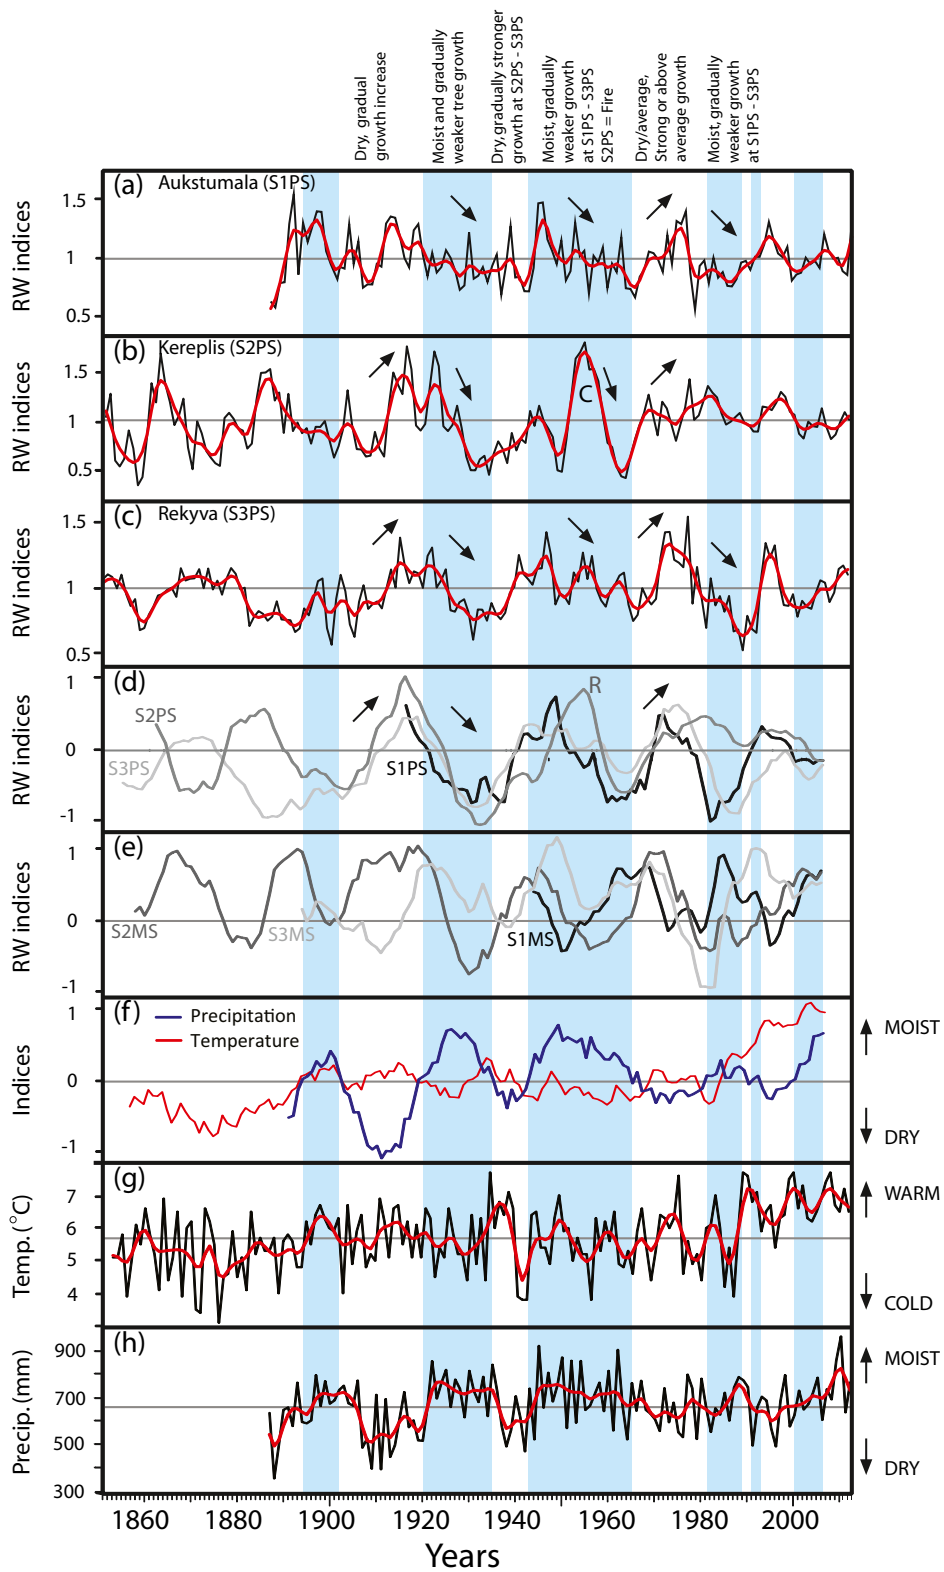 Dry, gradual
growth increase
Moist and gradually
weaker tree growth
Dry, gradually stronger
growth at S2PS - S3PS
Moist, gradually
weaker growth
at S1PS - S3PS
S2PS = Fire
Dry/average,
Strong or above
average growth
Moist, gradually
weaker growth
at S1PS - S3PS
(a) Aukstumala (S1PS)
RW indices
1.5
1
0.5
(b) Kereplis (S2PS)
RW indices
1.5
1
0.5
C
(c) Rekyva (S3PS)
RW indices
1.5
1
0.5
(d)
RW indices
1
0
-1
S2PS
S3PS
S1PS
R
(e)
RW indices
1
0
-1
S2MS
S3MS
S1MS
(f)
Precipitation
Temperature
Indices
1
0
-1
MOIST
DRY
(g)
Temp. (°C)
7
6
5
4
WARM
COLD
(h)
Precip. (mm)
900
700
500
300
MOIST
DRY
1860 1880 1900 1920 1940 1960 1980 2000
Years